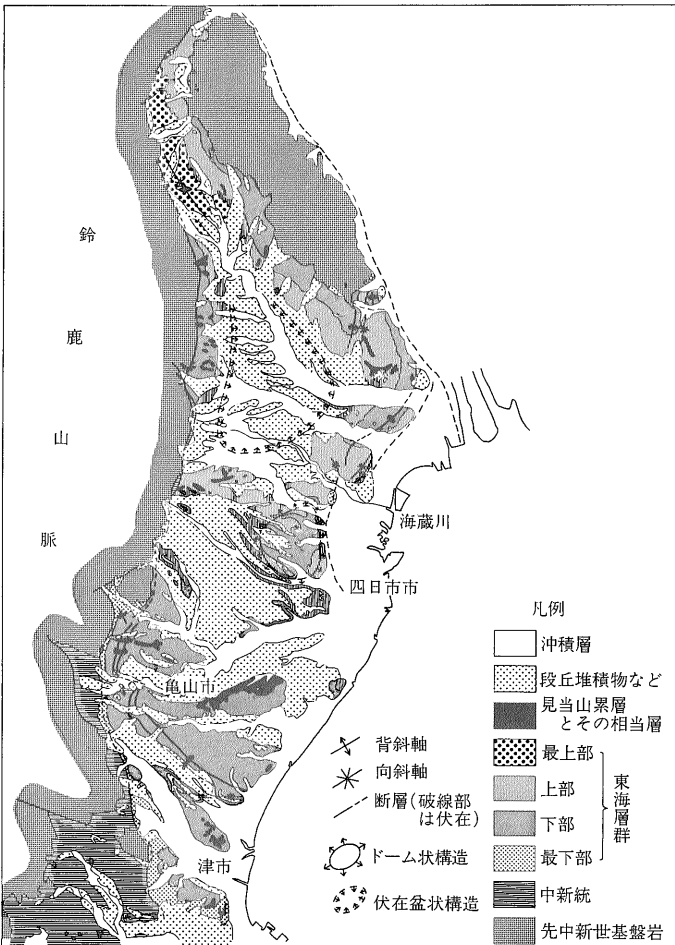 鈴
鹿
山
脈
海蔵川
四日市市
亀山市
津市
背斜軸
向斜軸
断層(破線部
は伏在)
ドーム状構造
伏在盆状構造
凡例
沖積層
段丘堆積物など
見当山累層
とその相当層
最上部
上部
下部
最下部
東海層群
中新統
先中新世基盤岩